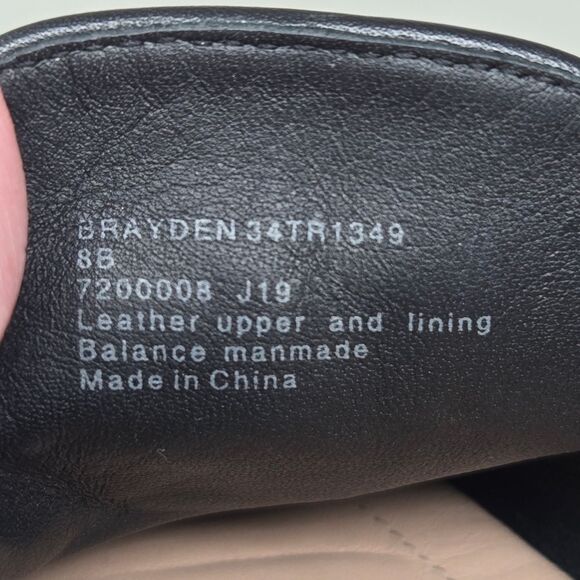 BRAYDEN 34TR1349
8B
7200008 J19
Leather upper and lining
Balance manmade
Made in China